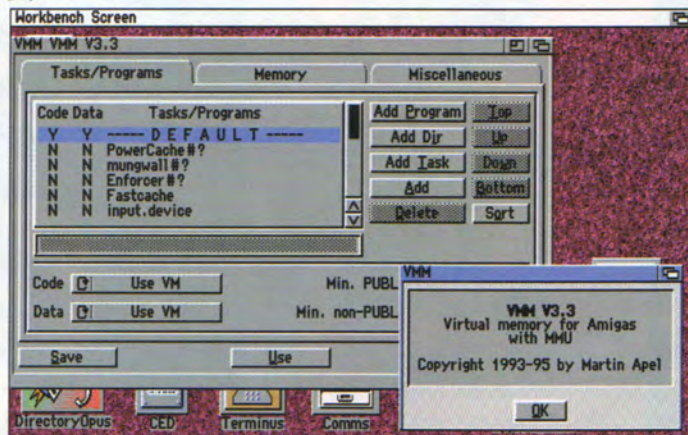 Workbench Screen
VMM VMM V3.3
Tasks/Programs Memory Miscellaneous
Code Data Tasks/Programs
Y Y ----- D E F A U L T -----
N N PowerCache#?
N N mungwall#?
N N Enforcer#?
N N Fastcache
N N input.device
Add Program Top
Add Dir Up
Add Task Down
Add Bottom
Delete Sort
Code Use VM Min. PUBL
Data Use VM Min. non-PUBL
Save Use
VMM
VMM V3.3
Virtual memory for Amigas
with MMU
Copyright 1993-95 by Martin Apel
OK
DirectoryOpus CED Terminus Comms